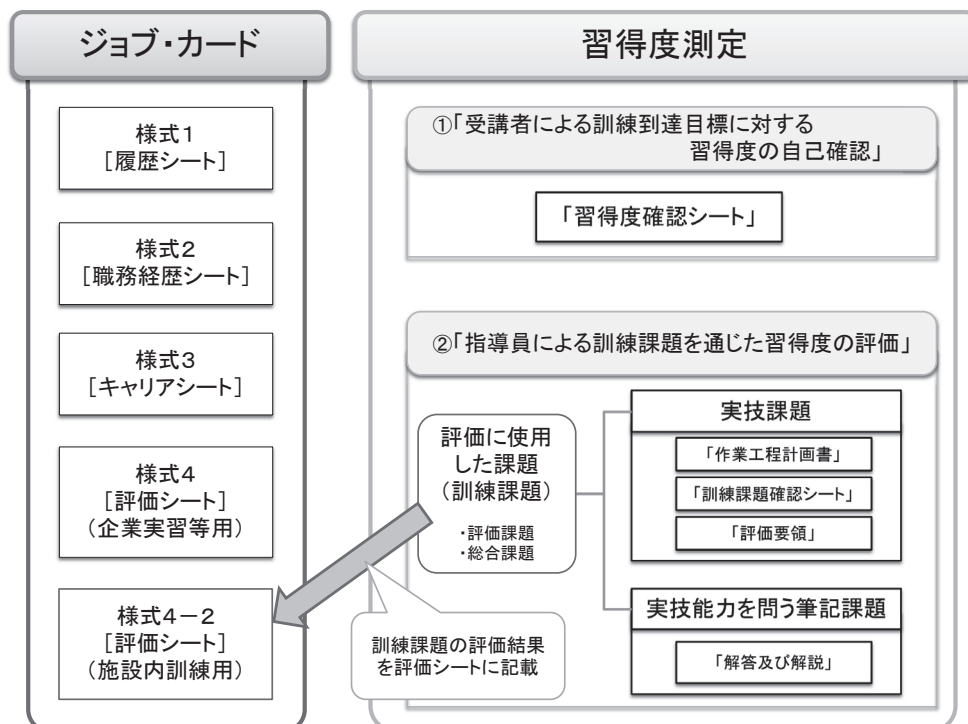 ジョブ・カード
様式1
[履歴シート]
様式2
[職務経歴シート]
様式3
[キャリアシート]
様式4
[評価シート]
(企業実習等用)
様式4-2
[評価シート]
(施設内訓練用)
習得度測定
①「受講者による訓練到達目標に対する
習得度の自己確認」
「習得度確認シート」
②「指導員による訓練課題を通じた習得度の評価」
評価に使用
した課題
(訓練課題)
・評価課題
・総合課題
訓練課題の評価結果
を評価シートに記載
実技課題
「作業工程計画書」
「訓練課題確認シート」
「評価要領」
実技能力を問う筆記課題
「解答及び解説」